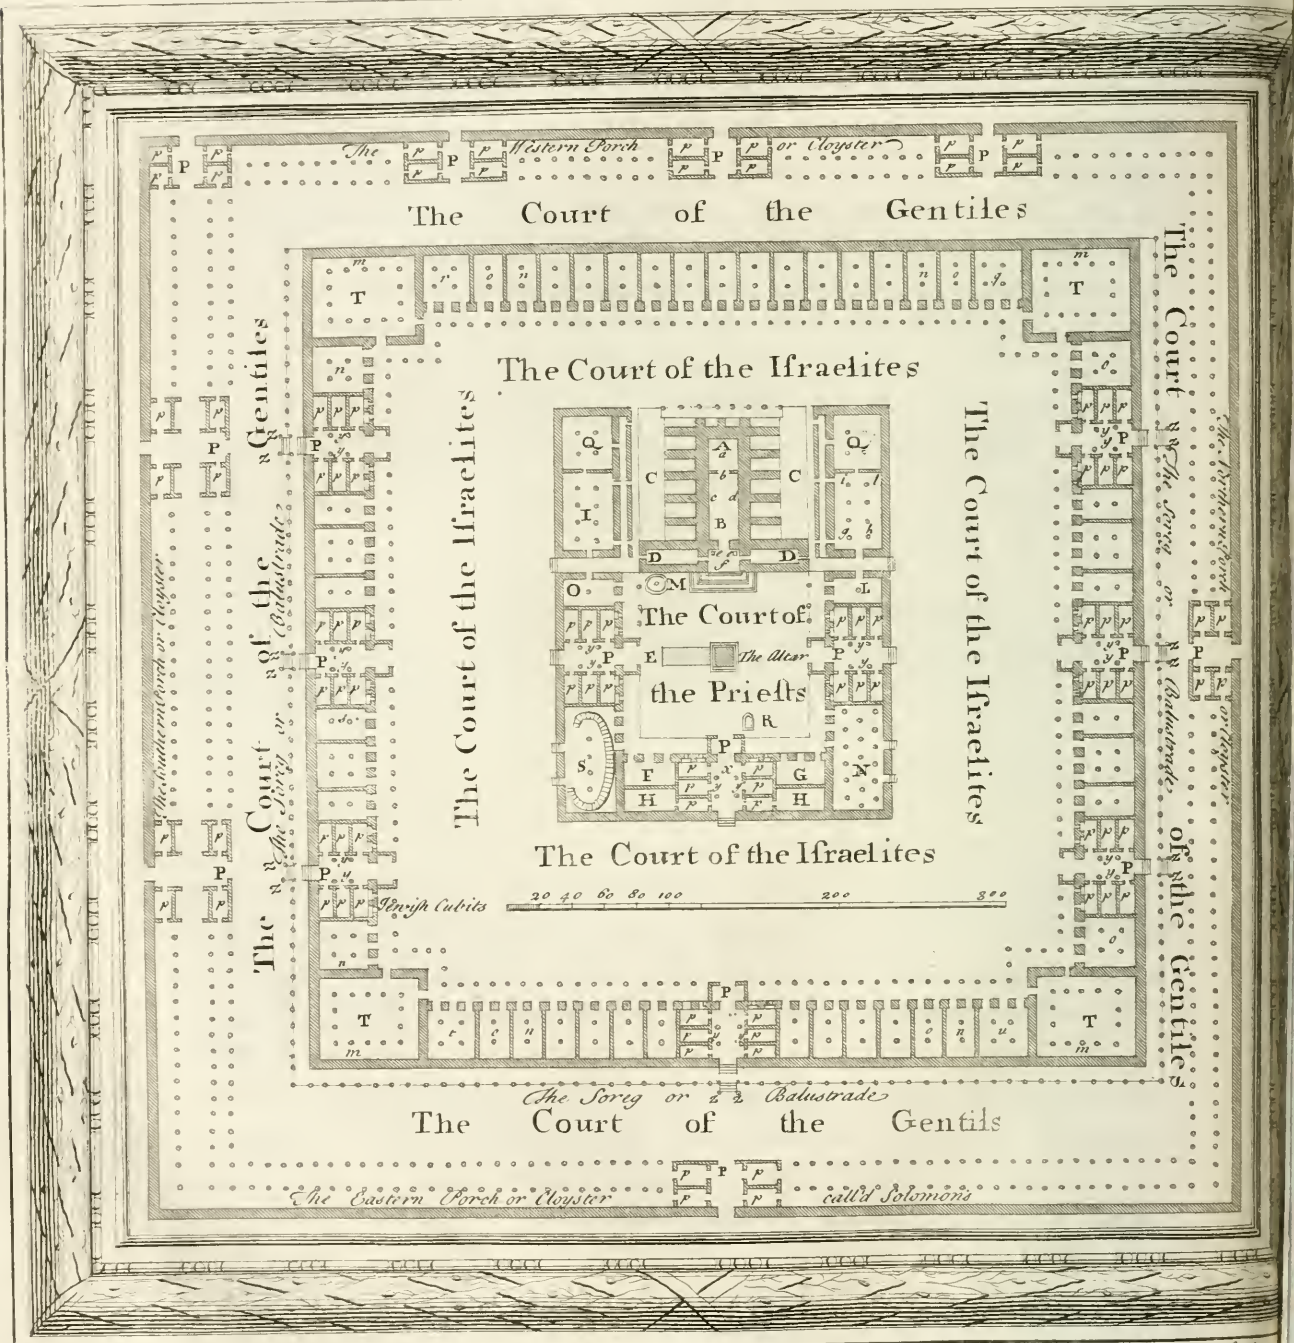 The Western Porch or Cloyster
The Court of the Gentiles
The Court of the Iſraelites
The Court of the Iſraelites
The Court of the Iſraelites
The Court of the Iſraelites
The Court of the Gentiles
The Court of the Gentiles
The Soreg or Balustrade
The Soreg or Balustrade
The Southern Porch or Cloyster
The Northern Porch or Cloyster
T
T
Q
Q
A
a
b
c d
B
C
C
I
i l
g h
D
D
e e
f
O
M
L
The Court of
E
The Altar
the Prieſts
R
P
S
N
F
G
H
H
20 40 60 80 100 200 300
Jewish Cubits
T
T
The Soreg or z z Balustrade
The Court of the Gentils
The Eastern Porch or Cloyster call'd Solomons